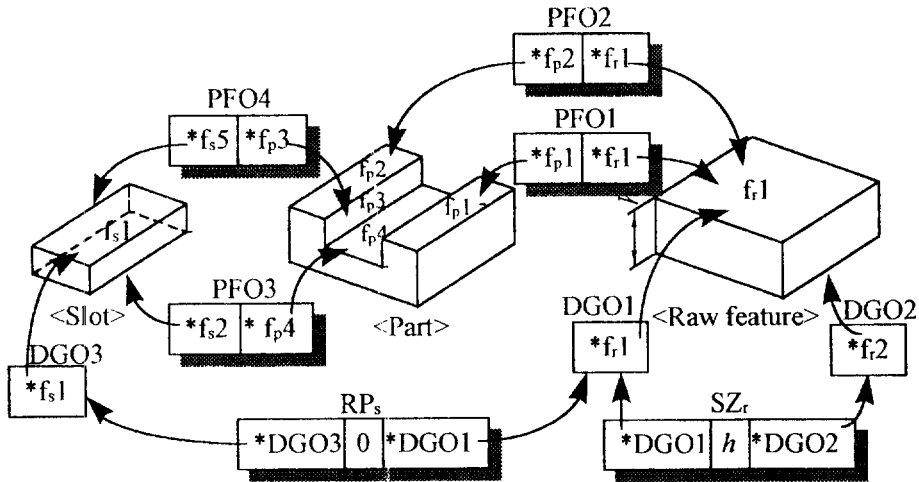 PFO2
*fp2 *fr1
PFO4
*fs5 *fp3
PFO1
*fp1 *fr1
fp2
fp3
fp1
fp4
fr1
fs1
PFO3
*fs2 * fp4
<Slot>
<Part>
<Raw feature>
DGO1
*fr1
DGO2
*fr2
DGO3
*fs1
RPs
*DGO3 0 *DGO1
SZr
*DGO1 h *DGO2